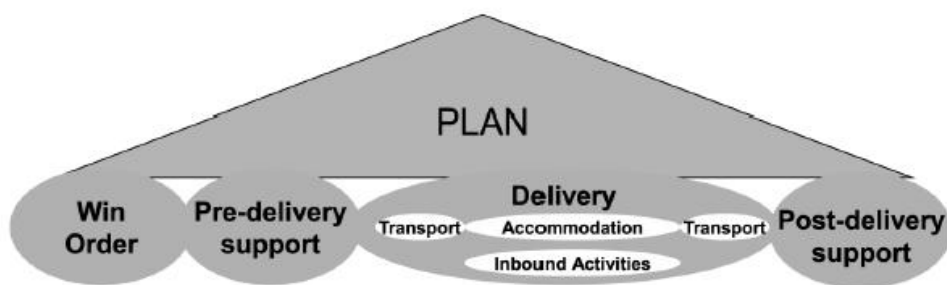 PLAN
Win
Order
Pre-delivery
support
Delivery
Transport
Accommodation
Transport
Inbound Activities
Post-delivery
support